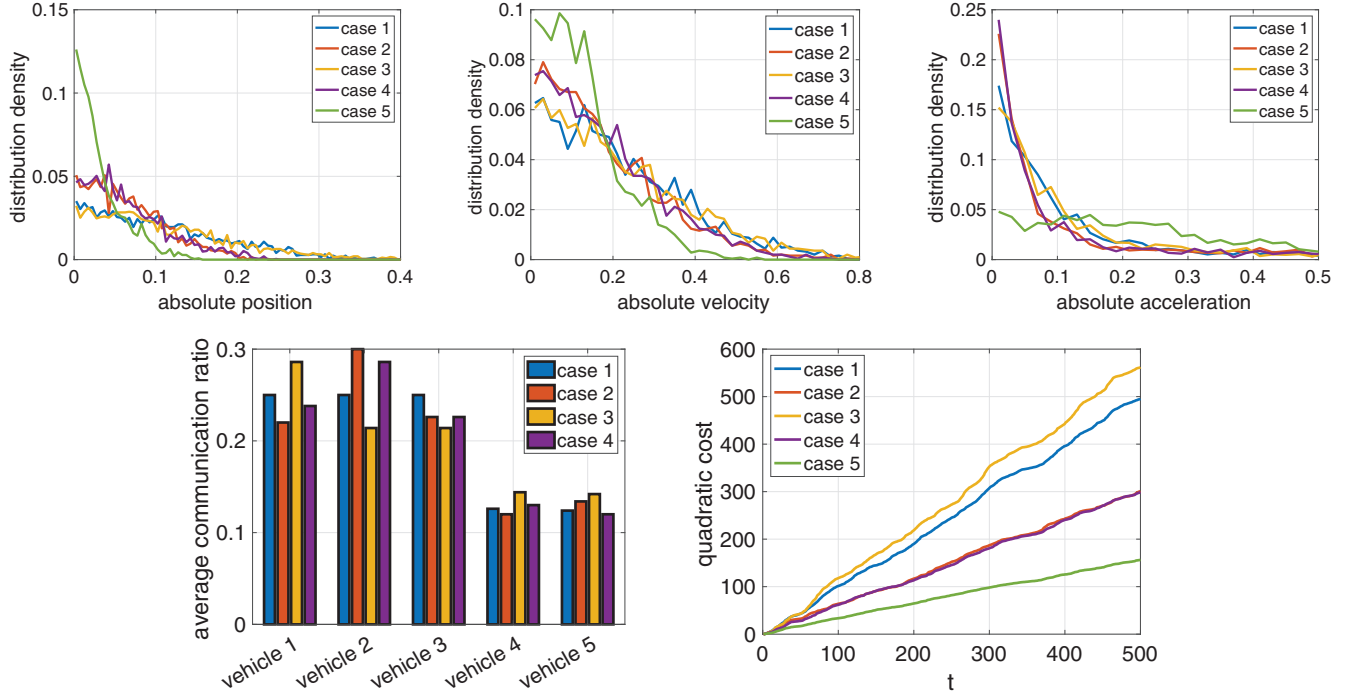 distribution density
0.15
0.1
0.05
0
0
0.1
0.2
0.3
0.4
absolute position
case 1
case 2
case 3
case 4
case 5
distribution density
0.1
0.08
0.06
0.04
0.02
0
0
0.2
0.4
0.6
0.8
absolute velocity
case 1
case 2
case 3
case 4
case 5
distribution density
0.25
0.2
0.15
0.1
0.05
0
0
0.1
0.2
0.3
0.4
0.5
absolute acceleration
case 1
case 2
case 3
case 4
case 5
average communication ratio
0.3
0.2
0.1
0
vehicle 1
vehicle 2
vehicle 3
vehicle 4
vehicle 5
case 1
case 2
case 3
case 4
quadratic cost
600
500
400
300
200
100
0
0
100
200
300
400
500
t
case 1
case 2
case 3
case 4
case 5